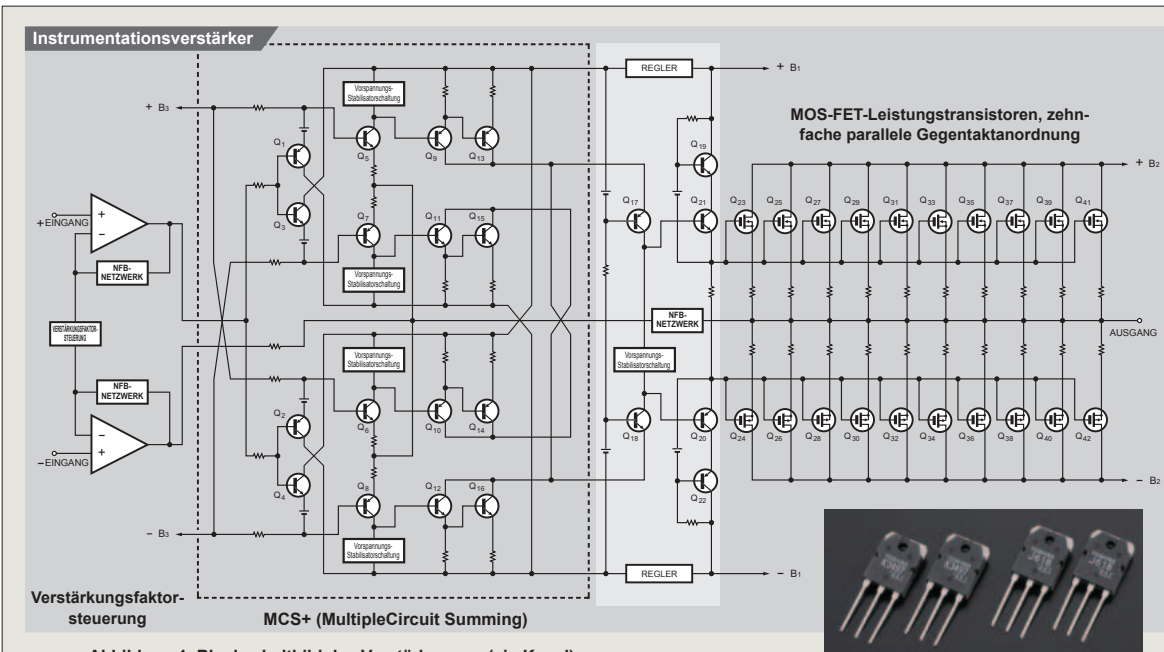 Instrumentationsverstärker
+ B3
+EINGANG
+
−
NFB-
NETZWERK
VERSTÄRKUNGSFAKTOR-
STEUERUNG
NFB-
NETZWERK
−
+
−EINGANG
− B3
Verstärkungsfaktor-
steuerung
Q1
Q3
Q2
Q4
Vorspannungs-
Stabilisatorschaltung
Q5
Q9
Q13
Q7
Q11
Q15
Vorspannungs-
Stabilisatorschaltung
Vorspannungs-
Stabilisatorschaltung
Q6
Q10
Q14
Q8
Q12
Q16
Vorspannungs-
Stabilisatorschaltung
MCS+ (MultipleCircuit Summing)
REGLER
+ B1
Q19
Q17
Q21
NFB-
NETZWERK
Vorspannungs-
Stabilisatorschaltung
Q18
Q20
Q22
REGLER
− B1
MOS-FET-Leistungstransistoren, zehn-
fache parallele Gegentaktanordnung
+ B2
Q23
Q25
Q27
Q29
Q31
Q33
Q35
Q37
Q39
Q41
AUSGANG
Q24
Q26
Q28
Q30
Q32
Q34
Q36
Q38
Q40
Q42
− B2